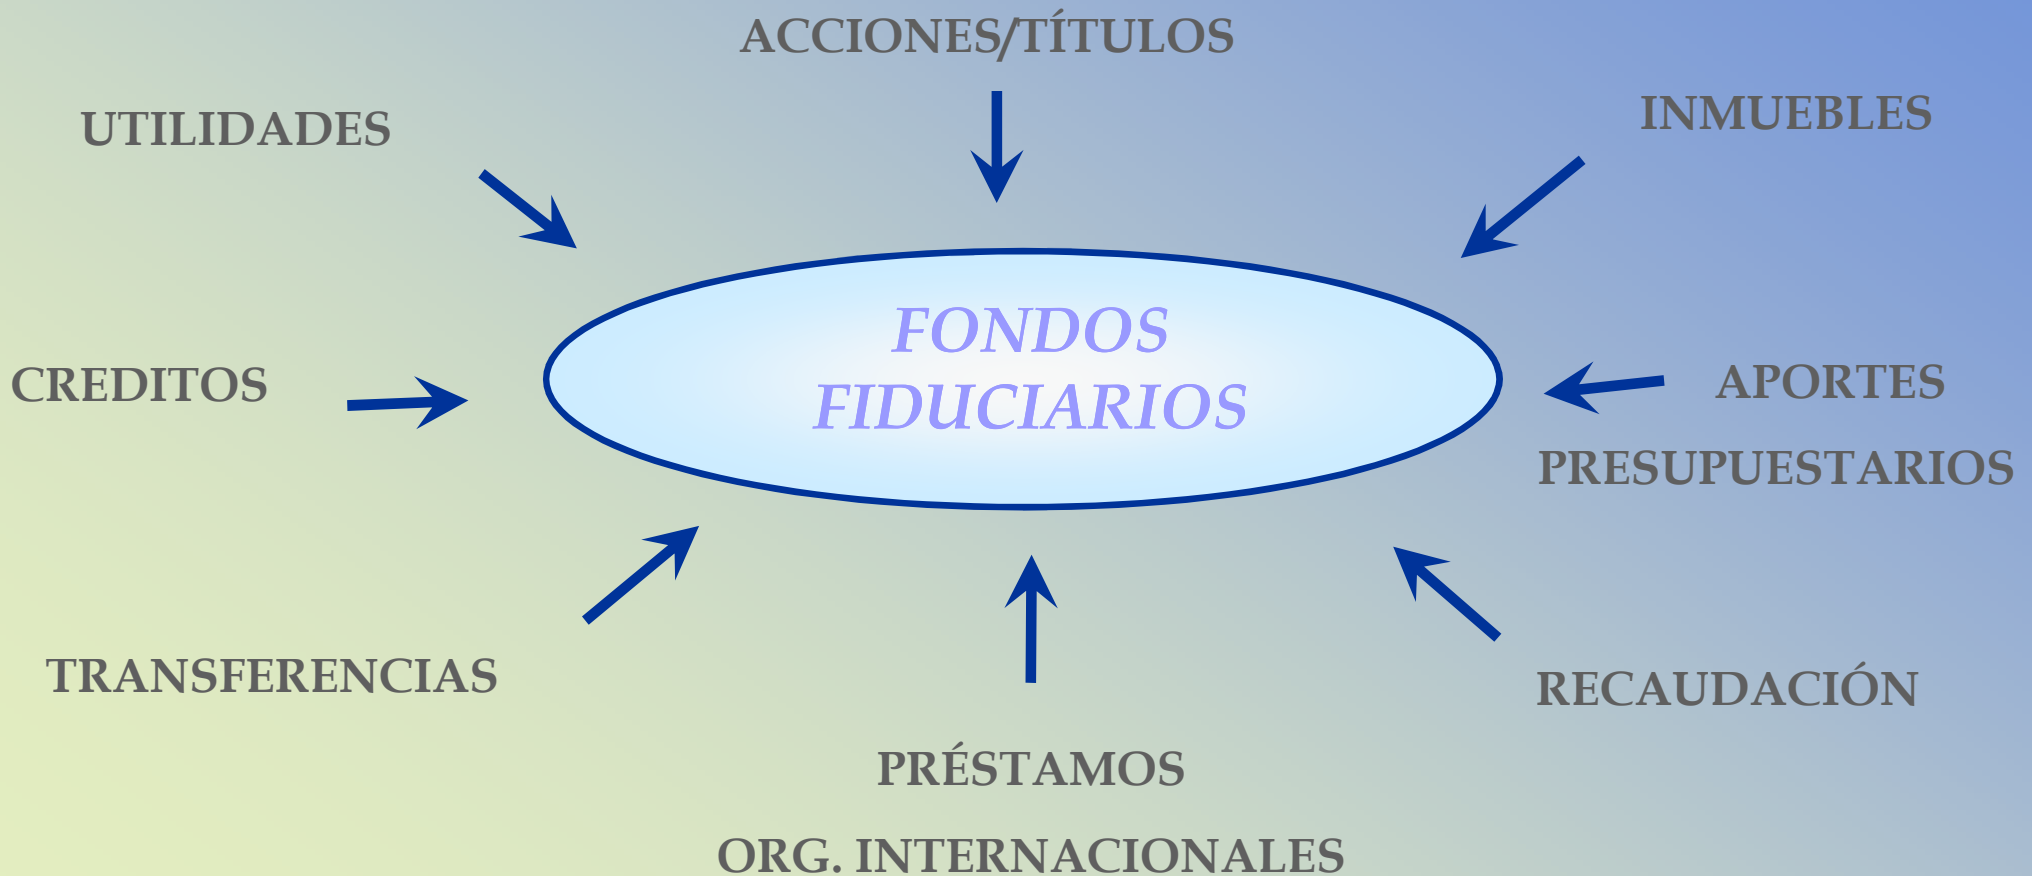 ACCIONES/TÍTULOS
UTILIDADES
INMUEBLES
FONDOS
FIDUCIARIOS
CREDITOS
APORTES
PRESUPUESTARIOS
TRANSFERENCIAS
RECAUDACIÓN
PRÉSTAMOS
ORG. INTERNACIONALES